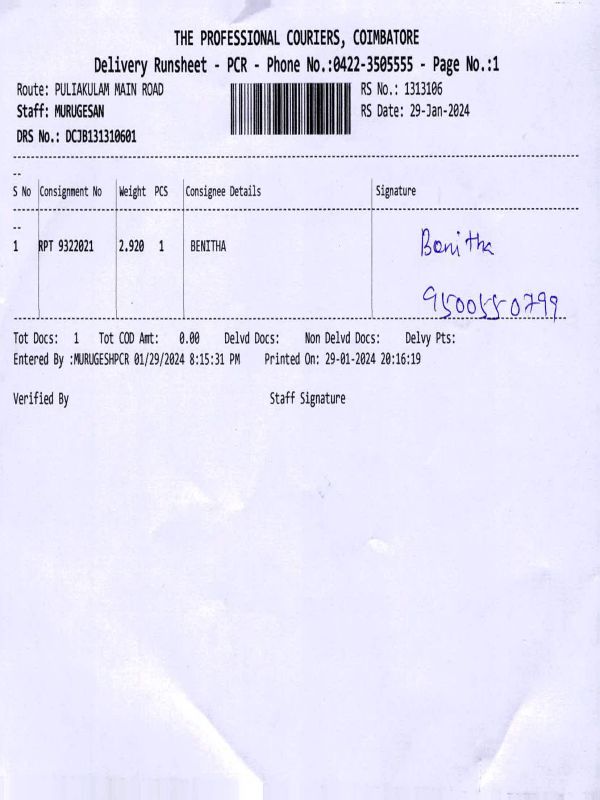 THE PROFESSIONAL COURIERS, COIMBATORE
Delivery Runsheet - PCR - Phone No.:0422-3505555 - Page No.:1
Route: PULIAKULAM MAIN ROAD RS No.: 1313106
Staff: MURUGESAN RS Date: 29-Jan-2024
DRS No.: DCJB131310601
S No Consignment No Weight PCS Consignee Details Signature
1 RPT 9322021 2.920 1 BENITHA Benitha
9500550799
Tot Docs: 1 Tot COD Amt: 0.00 Delvd Docs: Non Delvd Docs: Delvy Pts:
Entered By :MURUGESHPCR 01/29/2024 8:15:31 PM Printed On: 29-01-2024 20:16:19
Verified By Staff Signature